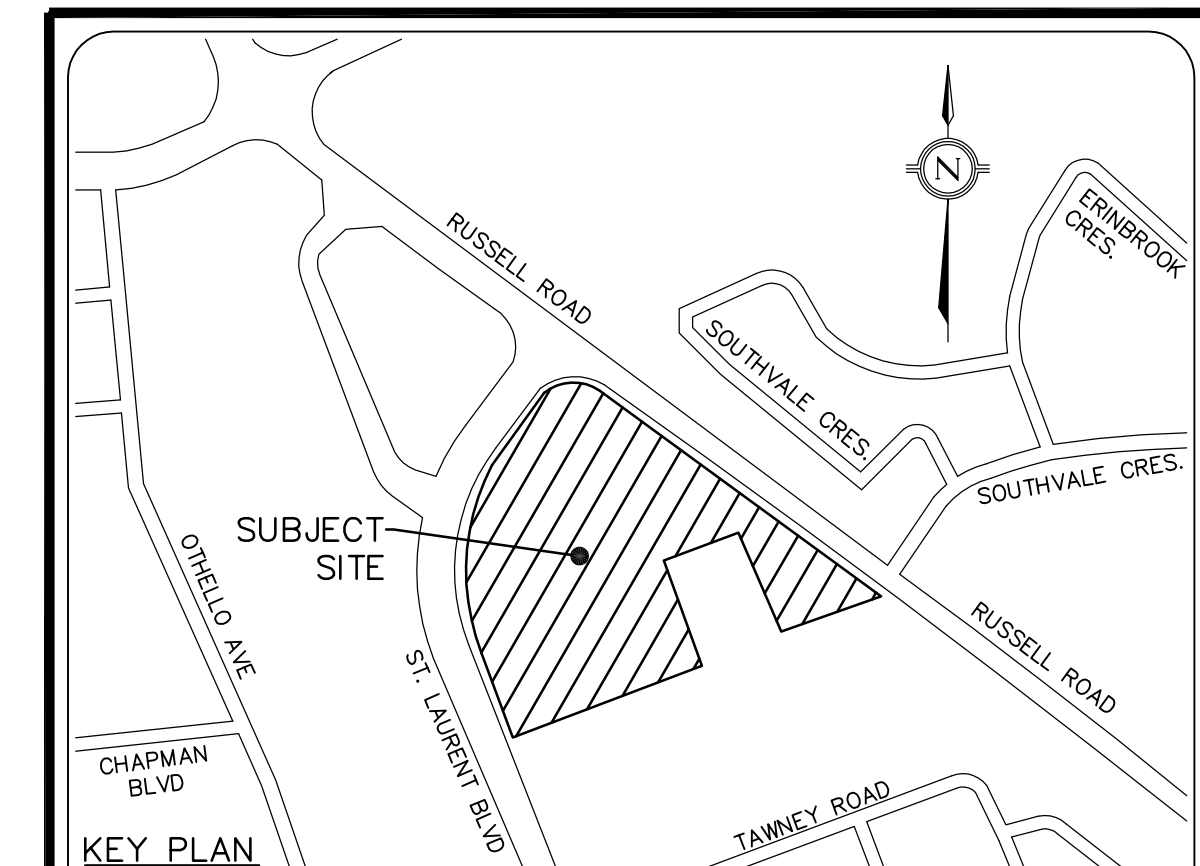 N
ERINBROOK
CRES.
RUSSELL ROAD
SOUTHVALE CRES.
SOUTHVALE CRES.
SUBJECT
SITE
OTHELLO AVE
RUSSELL ROAD
ST. LAURENT BLVD
CHAPMAN
BLVD
TAWNEY ROAD
KEY PLAN